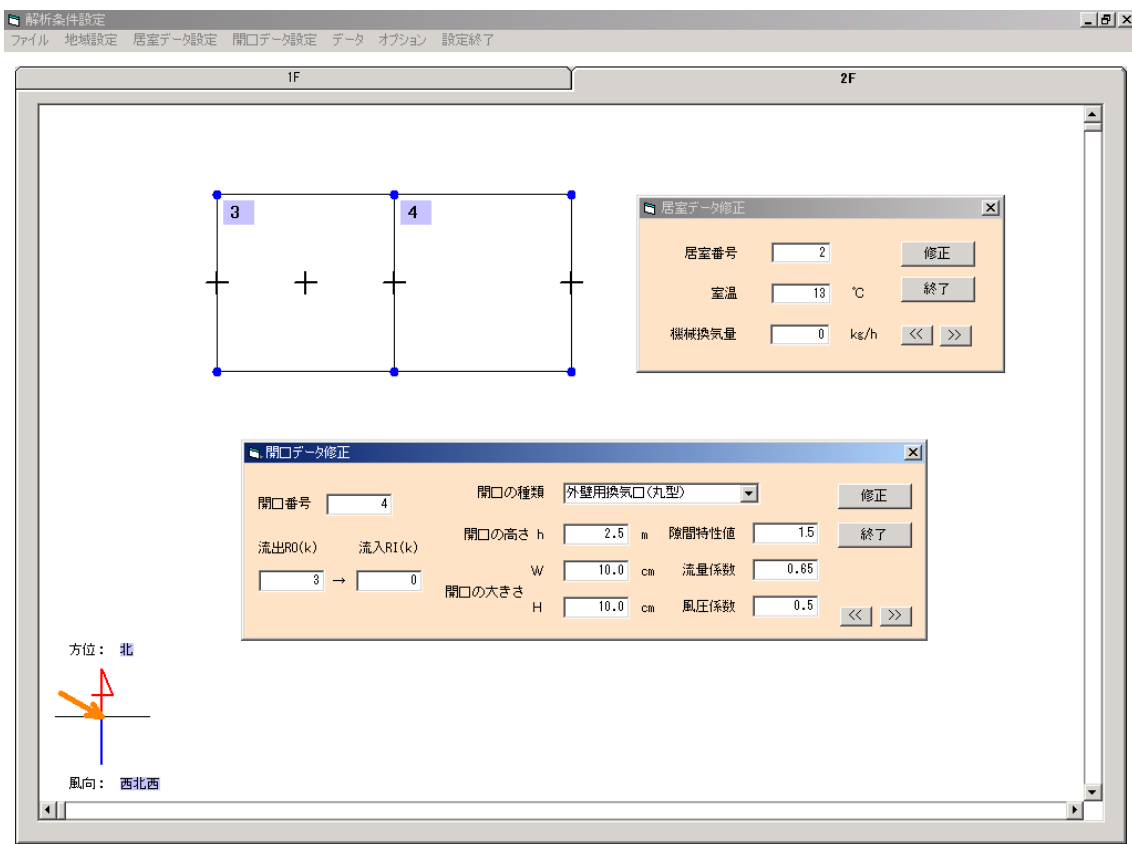 解析条件設定
ファイル 地域設定 居室データ設定 開口データ設定 データ オプション 設定終了
1F 2F
3 4
居室データ修正
居室番号 2 修正
室温 13 ℃ 終了
機械換気量 0 kg/h << >>
開口データ修正
開口番号 4 開口の種類 外壁用換気口(丸型) 修正
開口の高さ h 2.5 m 隙間特性値 1.5 終了
流出RO(k) 流入RI(k)
3 → 0
開口の大きさ
W 10.0 cm 流量係数 0.65
H 10.0 cm 風圧係数 0.5 << >>
方位: 北
風向: 西北西